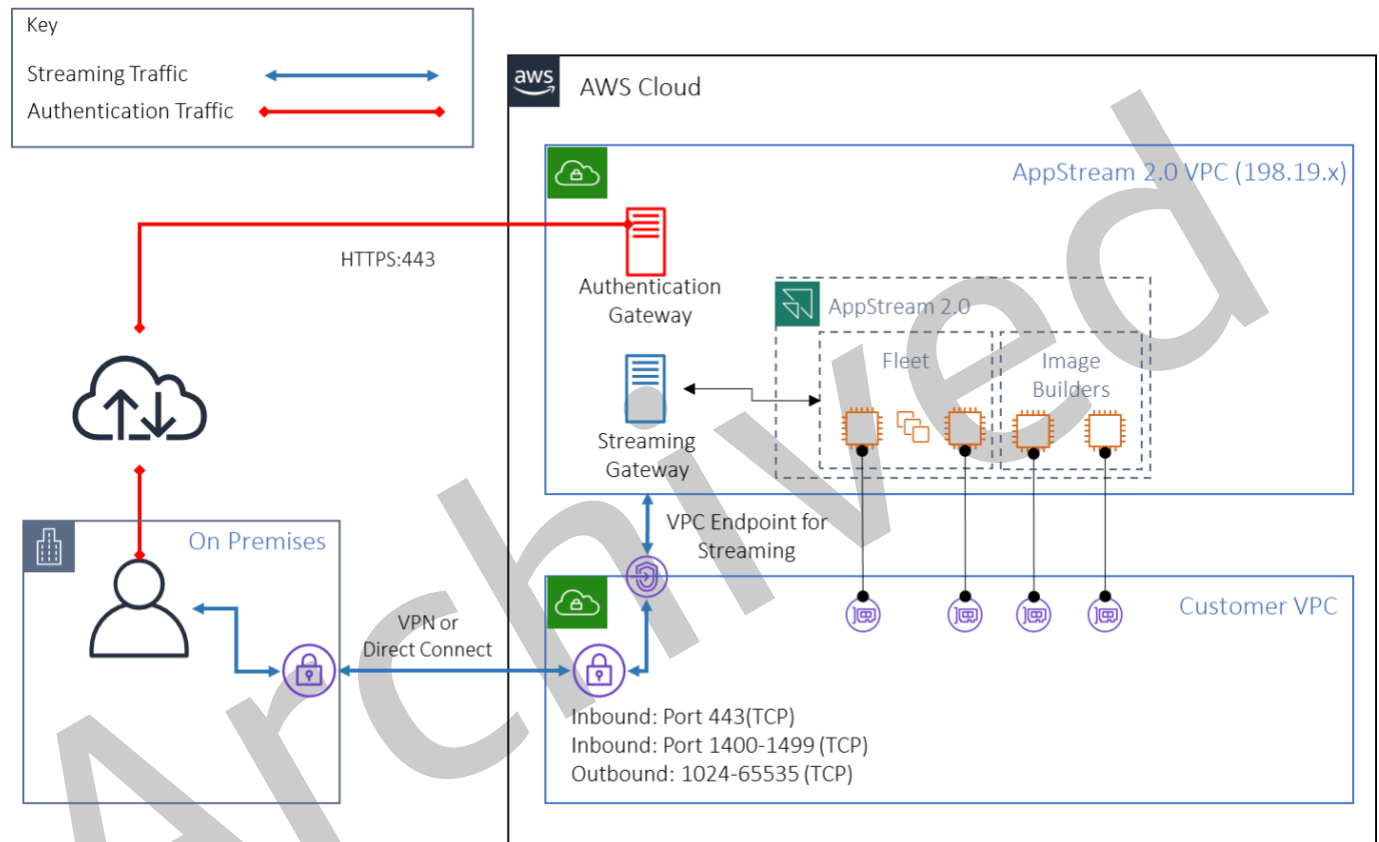 Key
Streaming Traffic
Authentication Traffic
aws
AWS Cloud
AppStream 2.0 VPC (198.19.x)
HTTPS:443
Authentication
Gateway
AppStream 2.0
Fleet
Image
Builders
Streaming
Gateway
VPC Endpoint for
Streaming
On Premises
VPN or
Direct Connect
Customer VPC
Inbound: Port 443(TCP)
Inbound: Port 1400-1499 (TCP)
Outbound: 1024-65535 (TCP)
Archived